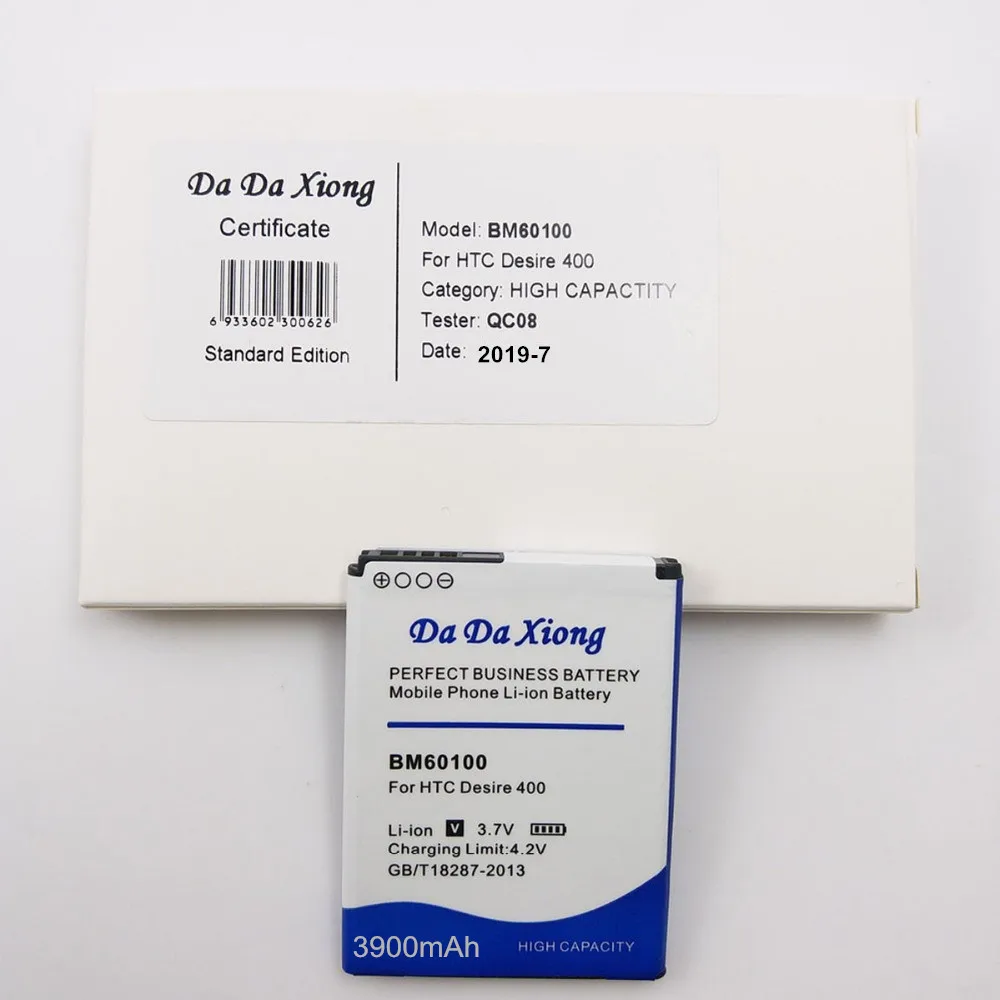 Da Da Xiong
Certificate
6 933602 300626
Standard Edition
Model: BM60100
For HTC Desire 400
Category: HIGH CAPACTITY
Tester: QC08
Date: 2019-7
Da Da Xiong
PERFECT BUSINESS BATTERY
Mobile Phone Li-ion Battery
BM60100
For HTC Desire 400
Li-ion V 3.7V
Charging Limit:4.2V
GB/T18287-2013
3900mAh HIGH CAPACITY